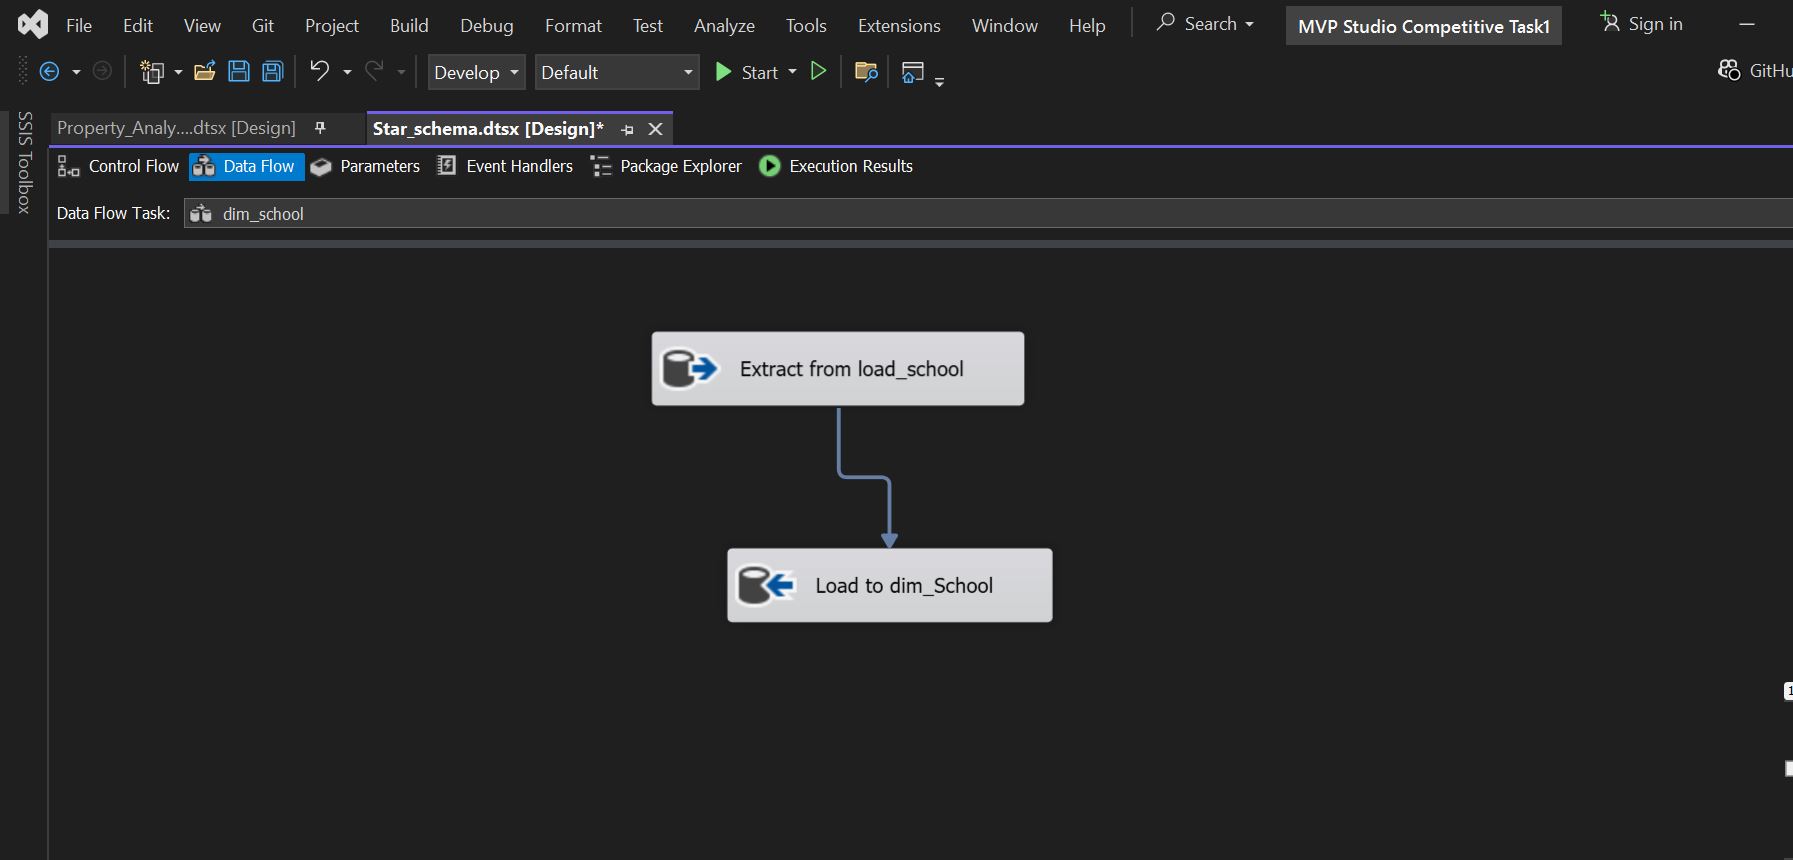 File Edit View Git Project Build Debug Format Test Analyze Tools Extensions Window Help Search MVP Studio Competitive Task1 Sign in
Develop Default Start GitHu
SSIS Toolbox
Property_Analy....dtsx [Design] Star_schema.dtsx [Design]*
Control Flow Data Flow Parameters Event Handlers Package Explorer Execution Results
Data Flow Task: dim_school
Extract from load_school
Load to dim_School
1